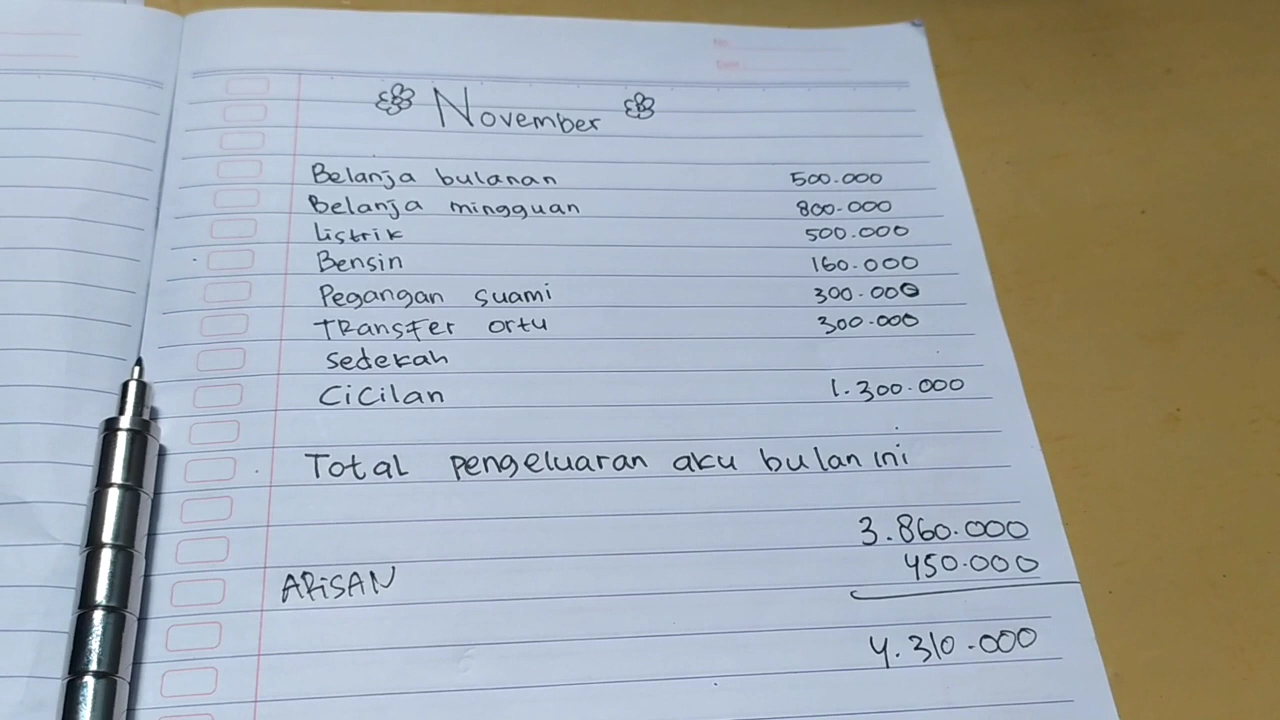 No.
Date
November
Belanja bulanan 500.000
Belanja mingguan 800.000
Listrik 500.000
Bensin 160.000
Pegangan suami 300.000
TRansfer ortu 300.000
Sedekah
Cicilan 1.300.000
Total pengeluaran aku bulan ini
3.860.000
ARiSAN 450.000
4.310.000